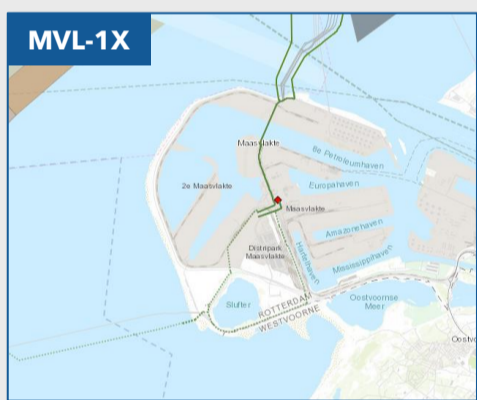 MVL-1X
Maasvlakte
8e Petroleumhaven
2e Maasvlakte
Europahaven
Maasvlakte
Amazonehaven
Distripark
Maasvlakte
Hartelhaven
Mississippihaven
Slufter
ROTTERDAM
WESTVOORNE
Oostvoornse
Meer
Oostvo